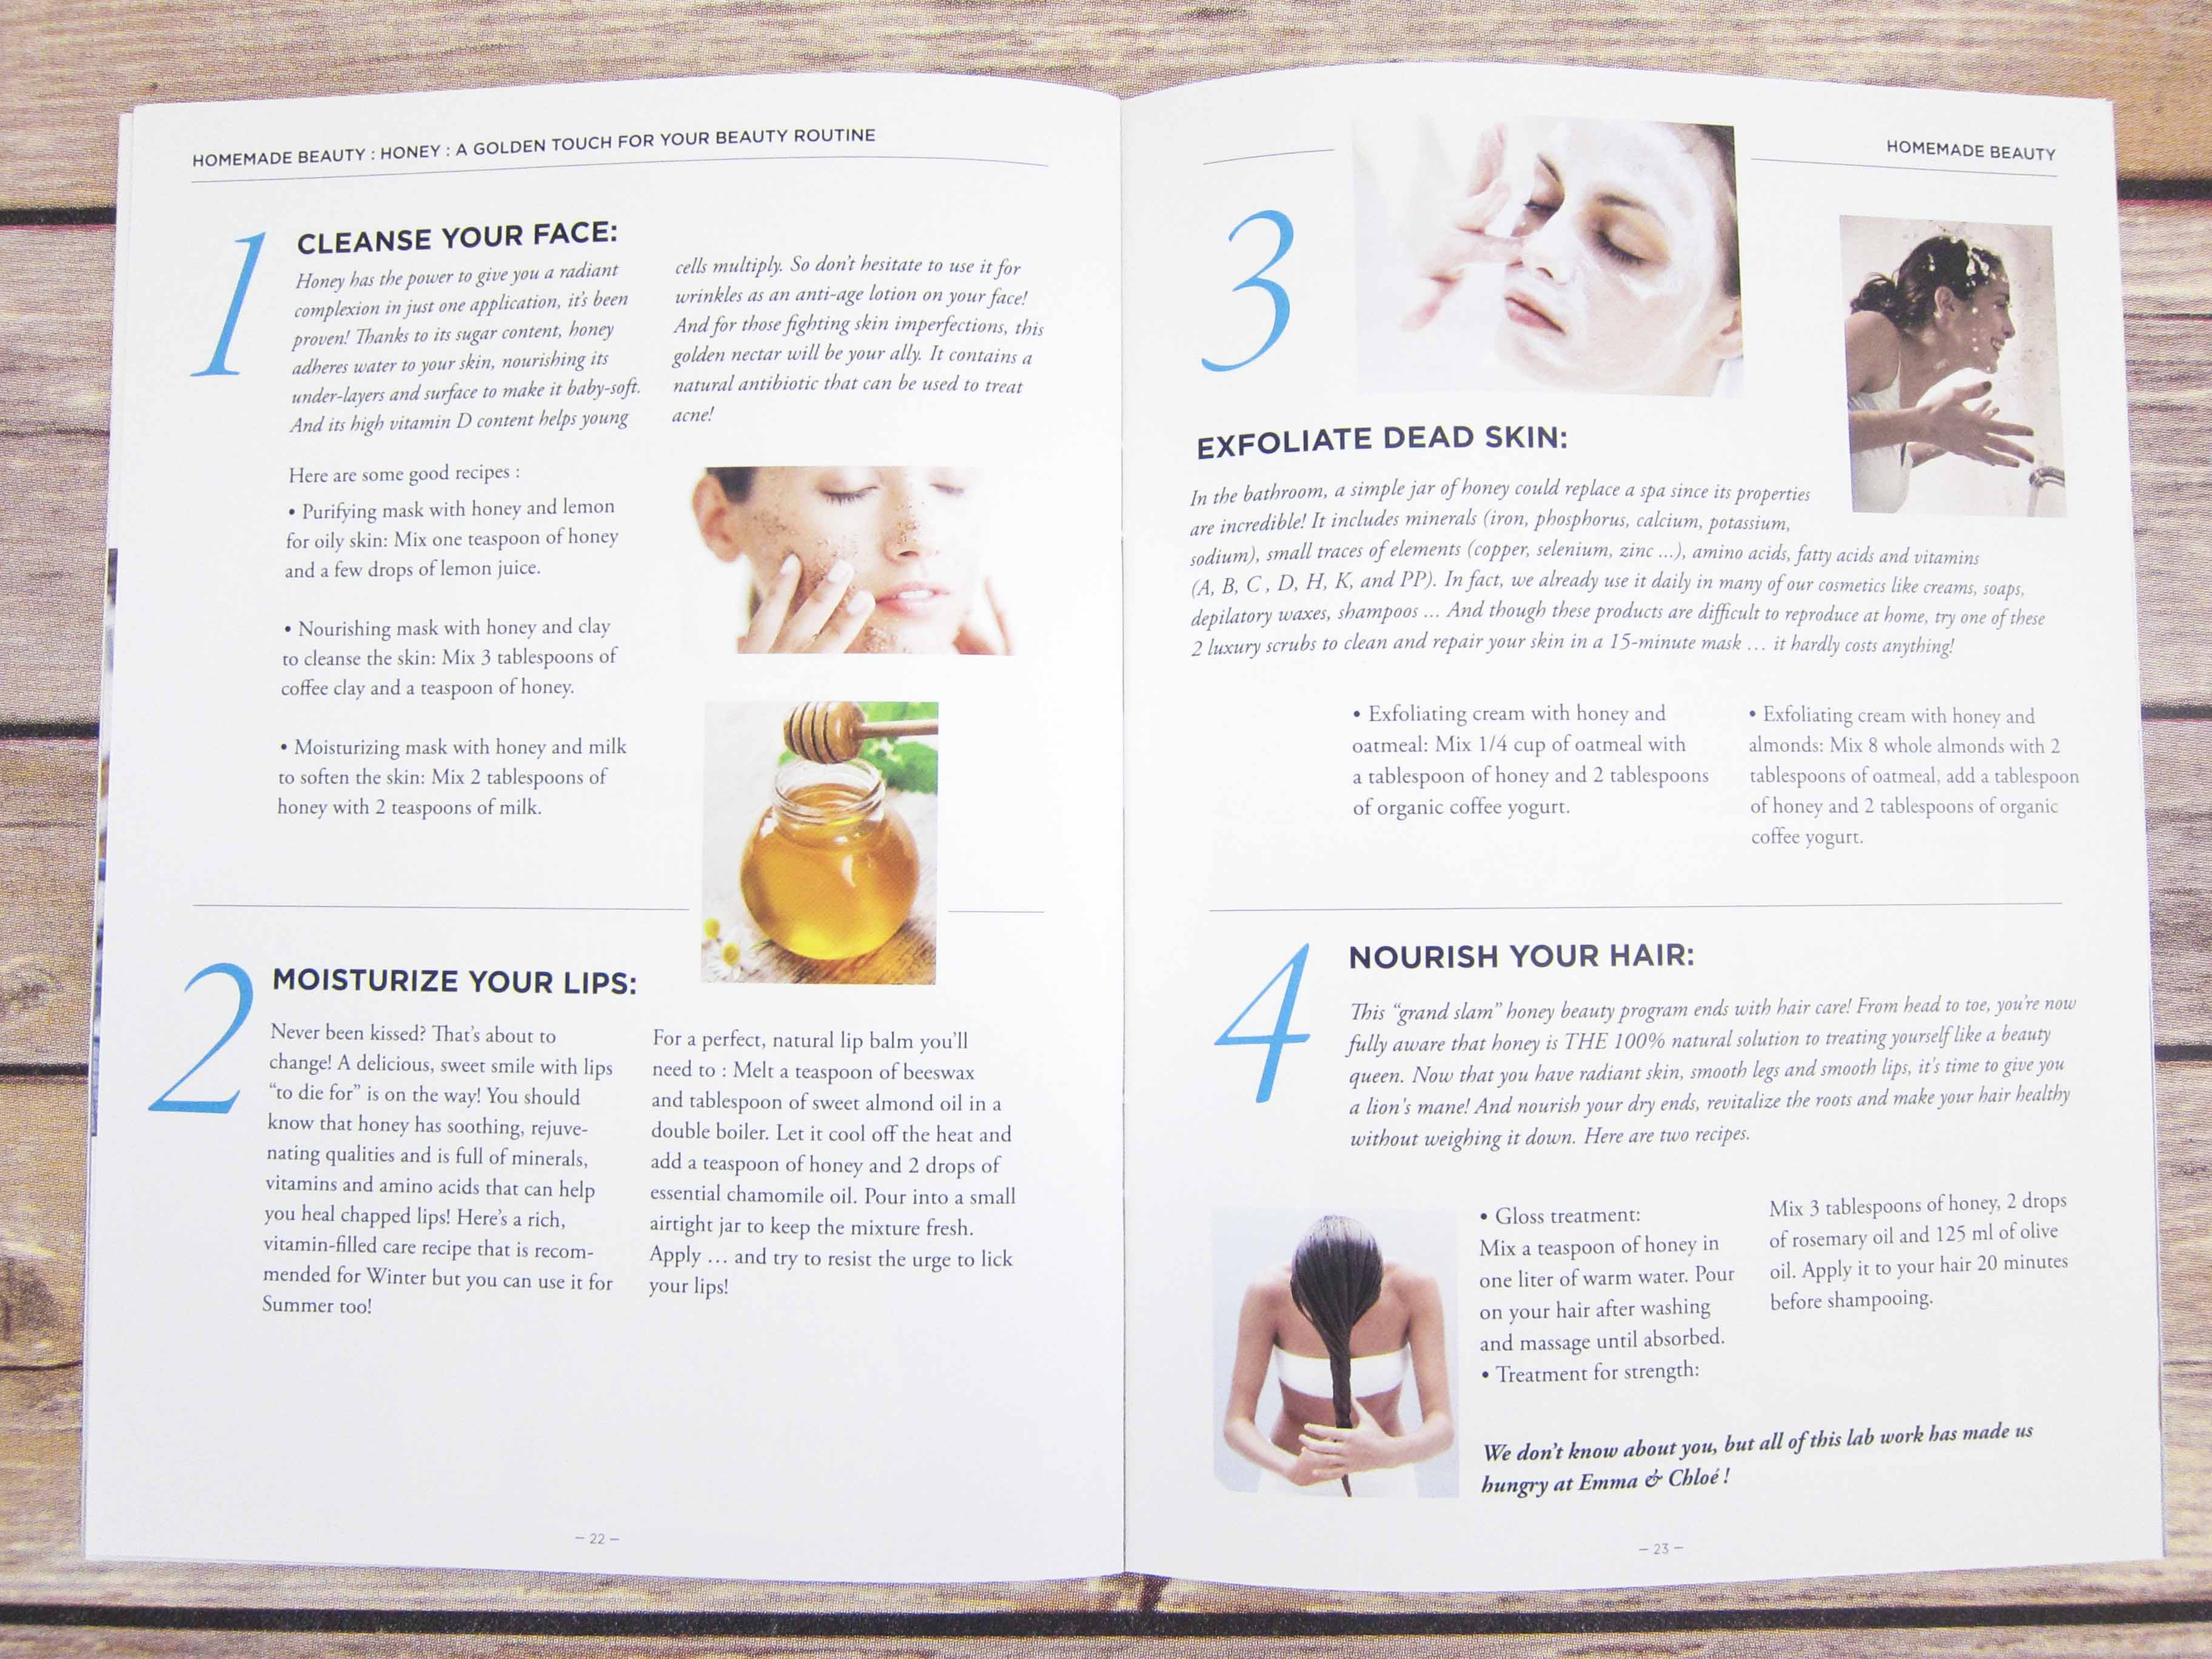 HOMEMADE BEAUTY : HONEY : A GOLDEN TOUCH FOR YOUR BEAUTY ROUTINE
1
CLEANSE YOUR FACE:
Honey has the power to give you a radiant
complexion in just one application, it's been
proven! Thanks to its sugar content, honey
adheres water to your skin, nourishing its
under-layers and surface to make it baby-soft.
And its high vitamin D content helps young
cells multiply. So don't hesitate to use it for
wrinkles as an anti-age lotion on your face!
And for those fighting skin imperfections, this
golden nectar will be your ally. It contains a
natural antibiotic that can be used to treat
acne!
Here are some good recipes :
• Purifying mask with honey and lemon
for oily skin: Mix one teaspoon of honey
and a few drops of lemon juice.
• Nourishing mask with honey and clay
to cleanse the skin: Mix 3 tablespoons of
coffee clay and a teaspoon of honey.
• Moisturizing mask with honey and milk
to soften the skin: Mix 2 tablespoons of
honey with 2 teaspoons of milk.
2
MOISTURIZE YOUR LIPS:
Never been kissed? That's about to
change! A delicious, sweet smile with lips
“to die for” is on the way! You should
know that honey has soothing, rejuve-
nating qualities and is full of minerals,
vitamins and amino acids that can help
you heal chapped lips! Here's a rich,
vitamin-filled care recipe that is recom-
mended for Winter but you can use it for
Summer too!
For a perfect, natural lip balm you'll
need to : Melt a teaspoon of beeswax
and tablespoon of sweet almond oil in a
double boiler. Let it cool off the heat and
add a teaspoon of honey and 2 drops of
essential chamomile oil. Pour into a small
airtight jar to keep the mixture fresh.
Apply ... and try to resist the urge to lick
your lips!
– 22 –
HOMEMADE BEAUTY
3
EXFOLIATE DEAD SKIN:
In the bathroom, a simple jar of honey could replace a spa since its properties
are incredible! It includes minerals (iron, phosphorus, calcium, potassium,
sodium), small traces of elements (copper, selenium, zinc ...), amino acids, fatty acids and vitamins
(A, B, C , D, H, K, and PP). In fact, we already use it daily in many of our cosmetics like creams, soaps,
depilatory waxes, shampoos ... And though these products are difficult to reproduce at home, try one of these
2 luxury scrubs to clean and repair your skin in a 15-minute mask ... it hardly costs anything!
• Exfoliating cream with honey and
oatmeal: Mix 1/4 cup of oatmeal with
a tablespoon of honey and 2 tablespoons
of organic coffee yogurt.
• Exfoliating cream with honey and
almonds: Mix 8 whole almonds with 2
tablespoons of oatmeal, add a tablespoon
of honey and 2 tablespoons of organic
coffee yogurt.
4
NOURISH YOUR HAIR:
This “grand slam” honey beauty program ends with hair care! From head to toe, you're now
fully aware that honey is THE 100% natural solution to treating yourself like a beauty
queen. Now that you have radiant skin, smooth legs and smooth lips, it's time to give you
a lion's mane! And nourish your dry ends, revitalize the roots and make your hair healthy
without weighing it down. Here are two recipes.
• Gloss treatment:
Mix a teaspoon of honey in
one liter of warm water. Pour
on your hair after washing
and massage until absorbed.
• Treatment for strength:
Mix 3 tablespoons of honey, 2 drops
of rosemary oil and 125 ml of olive
oil. Apply it to your hair 20 minutes
before shampooing.
We don't know about you, but all of this lab work has made us
hungry at Emma & Chloé !
– 23 –